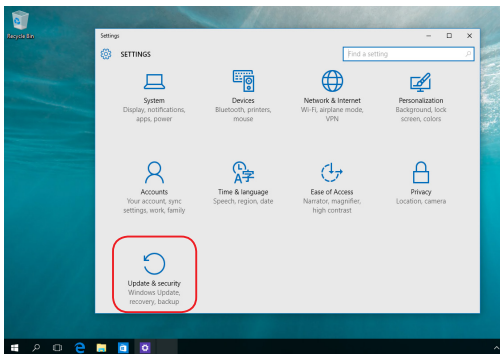 Recycle Bin
Settings
SETTINGS
Find a setting
System
Display, notifications,
apps, power
Devices
Bluetooth, printers,
mouse
Network & Internet
Wi-Fi, airplane mode,
VPN
Personalization
Background, lock
screen, colors
Accounts
Your account, sync
settings, work, family
Time & language
Speech, region, date
Ease of Access
Narrator, magnifier,
high contrast
Privacy
Location, camera
Update & security
Windows Update,
recovery, backup